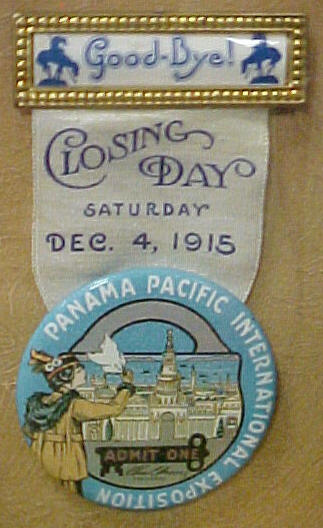 Good-Bye!
CLOSING
DAY
SATURDAY
DEC. 4, 1915
PANAMA PACIFIC INTERNATIONAL EXPOSITION
ADMIT ONE